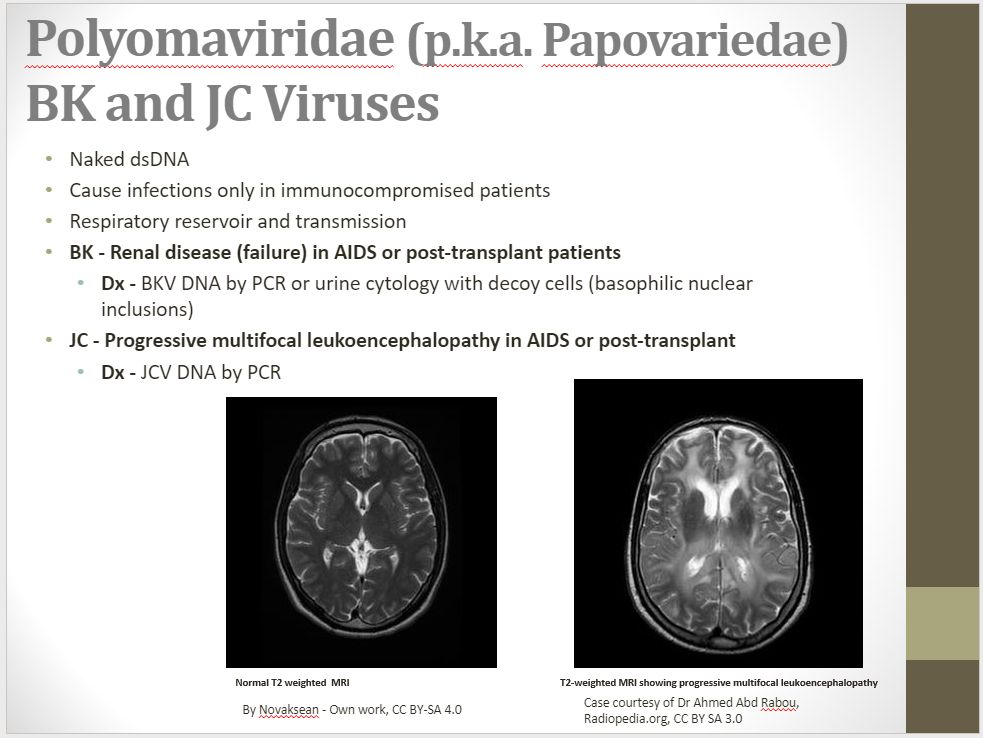 Polyomaviridae (p.k.a. Papovariedae)
BK and JC Viruses
• Naked dsDNA
• Cause infections only in immunocompromised patients
• Respiratory reservoir and transmission
• BK - Renal disease (failure) in AIDS or post-transplant patients
• Dx - BKV DNA by PCR or urine cytology with decoy cells (basophilic nuclear
inclusions)
• JC - Progressive multifocal leukoencephalopathy in AIDS or post-transplant
• Dx - JCV DNA by PCR
Normal T2 weighted MRI
By Novaksean - Own work, CC BY-SA 4.0
T2-weighted MRI showing progressive multifocal leukoencephalopathy
Case courtesy of Dr Ahmed Abd Rabou,
Radiopedia.org, CC BY SA 3.0